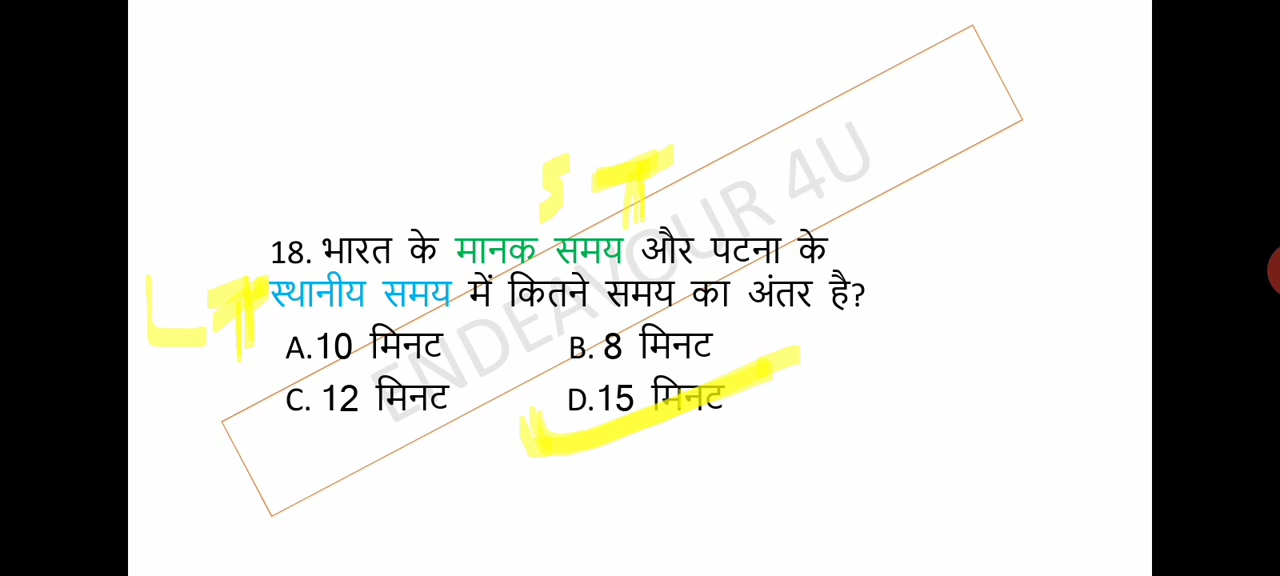 S T
18. भारत के मानक समय और पटना के
LT स्थानीय समय में कितने समय का अंतर है?
A.10 मिनट B. 8 मिनट
C. 12 मिनट D.15 मिनट
ENDEAVOUR 4U